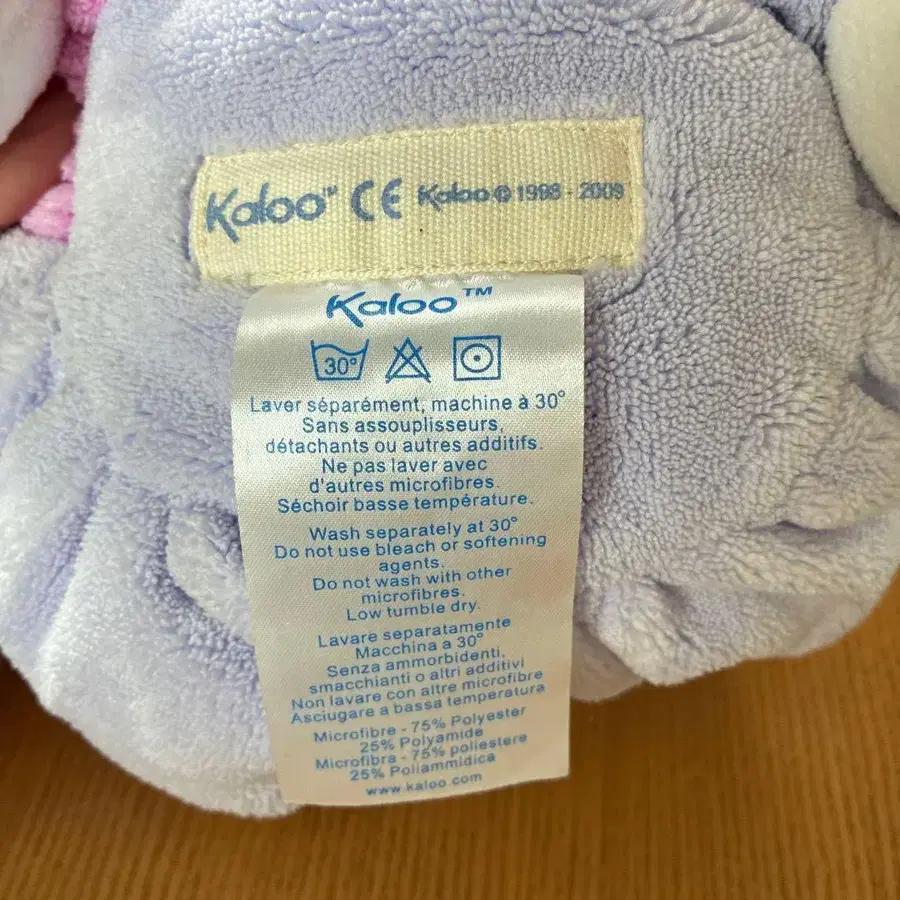 Kaloo™ CE Kaloo © 1998 - 2009
Kaloo™
30°
Laver séparément, machine à 30°
Sans assouplisseurs,
détachants ou autres additifs.
Ne pas laver avec
d'autres microfibres.
Séchoir basse température.
Wash separately at 30°
Do not use bleach or softening
agents.
Do not wash with other
microfibres.
Low tumble dry.
Lavare separatamente
Macchina a 30°
Senza ammorbidenti,
smacchianti o altri additivi
Non lavare con altre microfibre
Asciugare a bassa temperatura
Microfibre - 75% Polyester
25% Polyamide
Microfibra - 75% poliestere
25% Poliammidica
www.kaloo.com